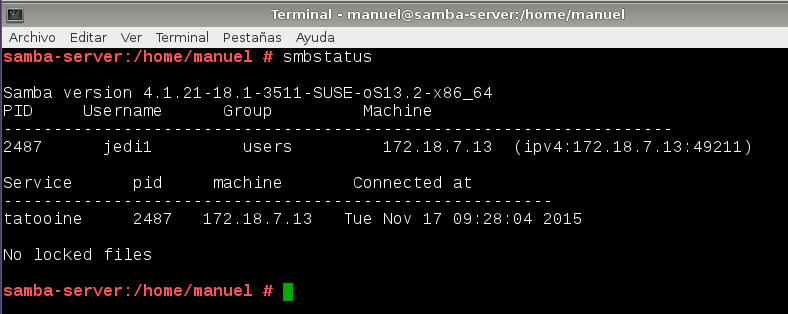 Terminal - manuel@samba-server:/home/manuel
Archivo Editar Ver Terminal Pestañas Ayuda
samba-server:/home/manuel # smbstatus
Samba version 4.1.21-18.1-3511-SUSE-oS13.2-x86_64
PID     Username      Group         Machine
-------------------------------------------------------------------
2487      jedi1         users         172.18.7.13  (ipv4:172.18.7.13:49211)
Service      pid     machine       Connected at
-------------------------------------------------------
tatooine     2487   172.18.7.13   Tue Nov 17 09:28:04 2015
No locked files
samba-server:/home/manuel #